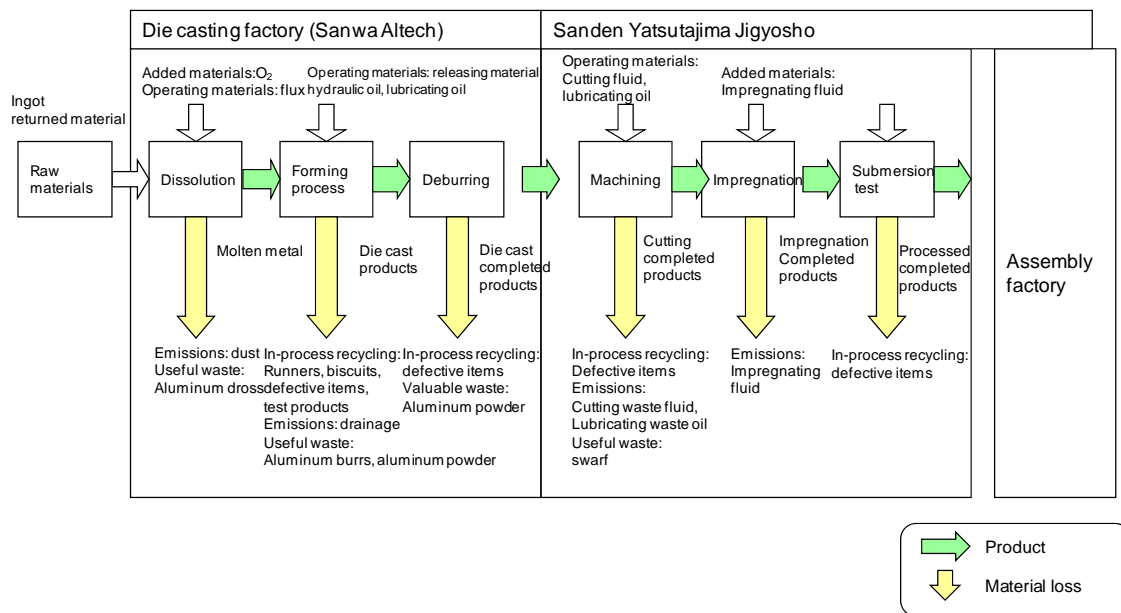 Die casting factory (Sanwa Altech)
Sanden Yatsutajima Jigyosho
Added materials:O2
Operating materials: flux
Operating materials: releasing material,
hydraulic oil, lubricating oil
Operating materials:
Cutting fluid,
lubricating oil
Added materials:
Impregnating fluid
Ingot
returned material
Raw
materials
Dissolution
Forming
process
Deburring
Machining
Impregnation
Submersion
test
Assembly
factory
Molten metal
Die cast
products
Die cast
completed
products
Cutting
completed
products
Impregnation
Completed
products
Processed
completed
products
Emissions: dust
Useful waste:
Aluminum dross
In-process recycling:
Runners, biscuits,
defective items,
test products
Emissions: drainage
Useful waste:
Aluminum burrs, aluminum powder
In-process recycling:
defective items
Valuable waste:
Aluminum powder
In-process recycling:
Defective items
Emissions:
Cutting waste fluid,
Lubricating waste oil
Useful waste:
swarf
Emissions:
Impregnating
fluid
In-process recycling:
defective items
Product
Material loss